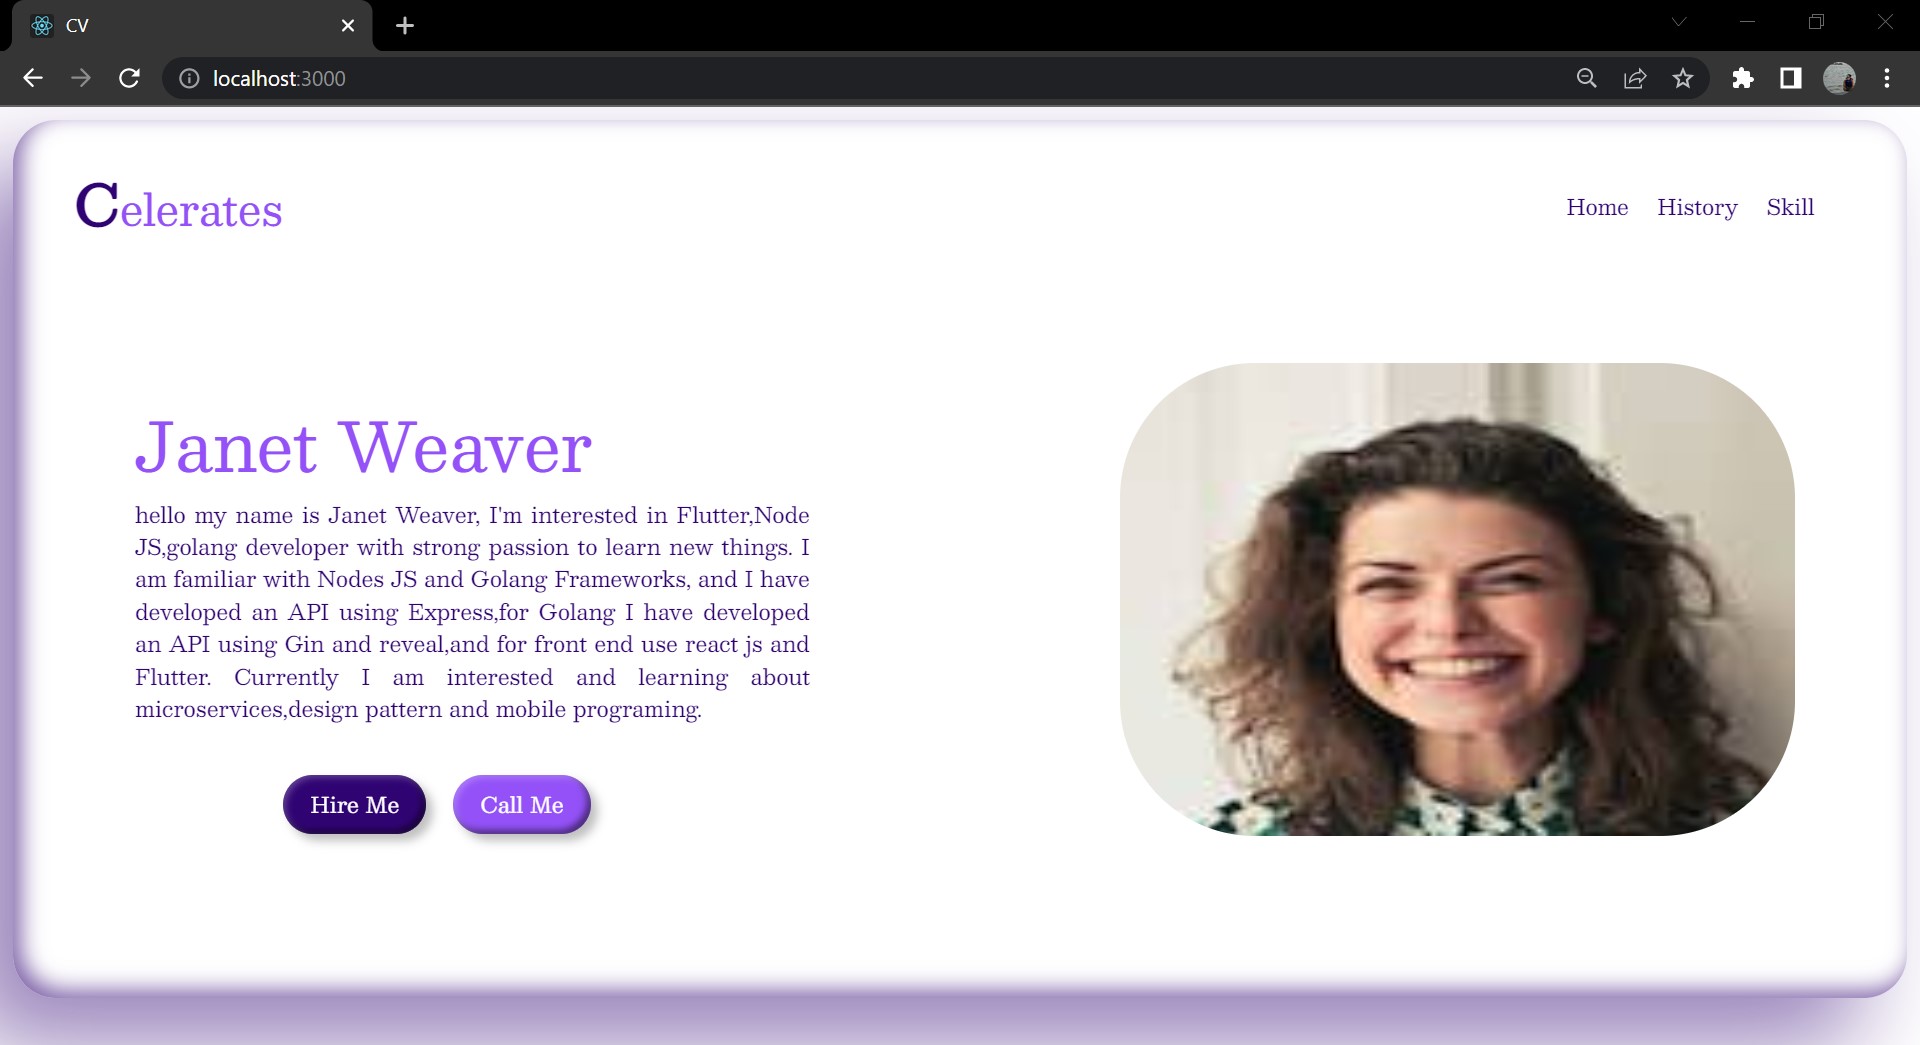 CV
localhost:3000
Celerates
Home History Skill
Janet Weaver
hello my name is Janet Weaver, I'm interested in Flutter,Node
JS,golang developer with strong passion to learn new things. I
am familiar with Nodes JS and Golang Frameworks, and I have
developed an API using Express,for Golang I have developed
an API using Gin and reveal,and for front end use react js and
Flutter. Currently I am interested and learning about
microservices,design pattern and mobile programing.
Hire Me Call Me